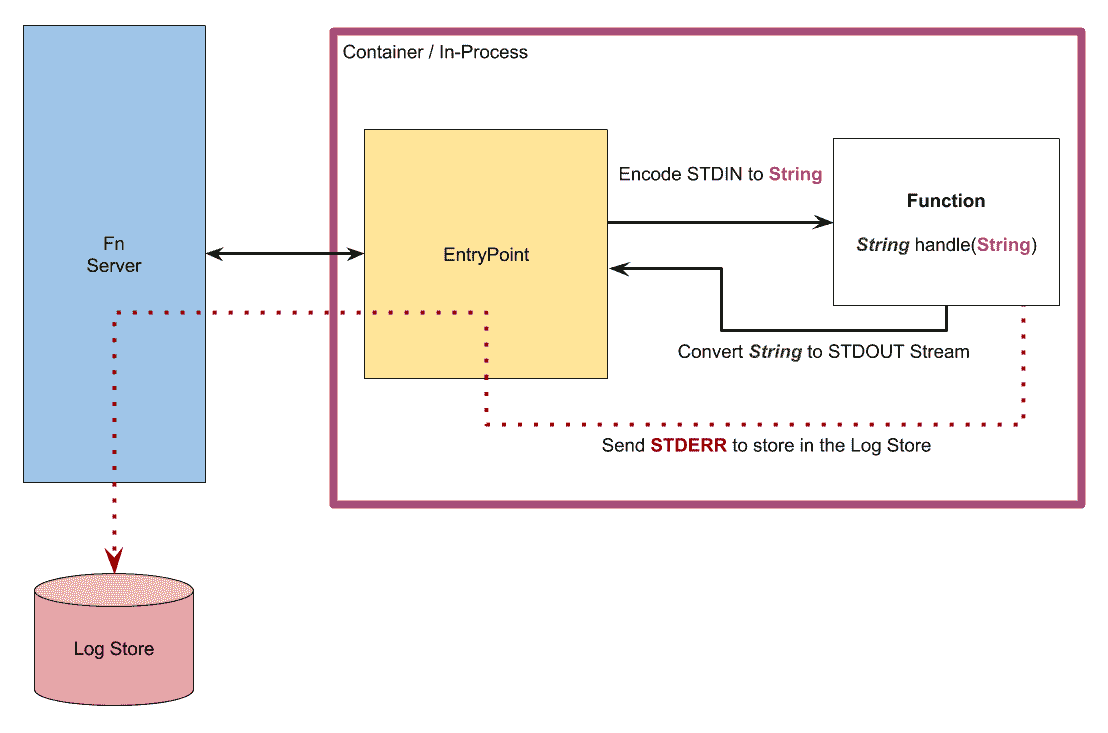 Container / In-Process
Encode STDIN to String
Function
Fn
Server
EntryPoint
String handle(String)
Convert String to STDOUT Stream
Send STDERR to store in the Log Store
Log Store